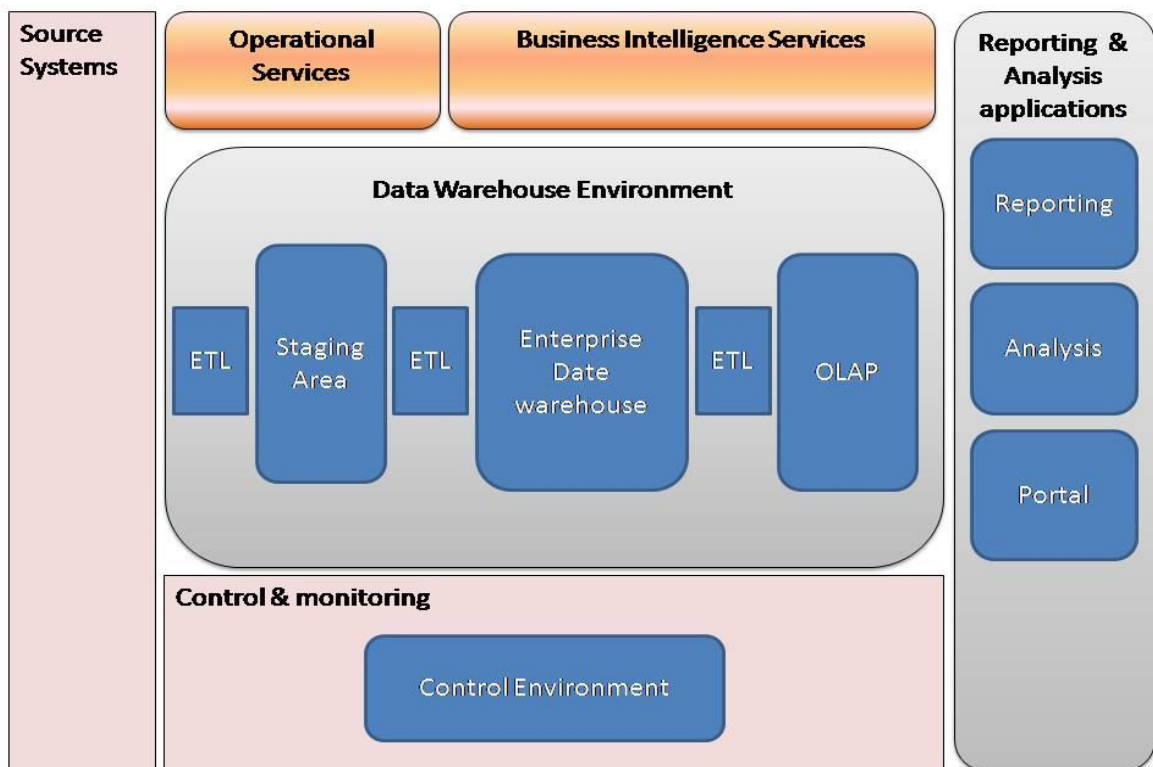 Source
Systems
Operational
Services
Business Intelligence Services
Reporting &
Analysis
applications
Data Warehouse Environment
ETL
Staging
Area
ETL
Enterprise
Date
warehouse
ETL
OLAP
Reporting
Analysis
Portal
Control & monitoring
Control Environment